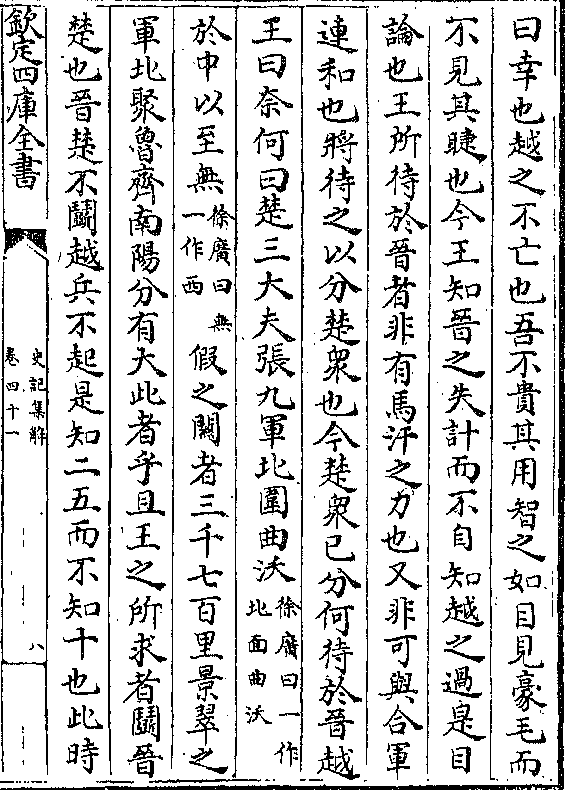 曰幸也越之不亡也吾不貴其用智之如目見豪毛而
不見其睫也今王知晉之失計而不自知越之過是目
論也王所待於晉者非有馬汗之力也又非可與合軍
連和也將待之以分楚衆也今楚衆已分何待於晉越
王曰奈何曰楚三大夫張九軍北圍曲沃徐廣曰一作北面曲沃
於中以至無徐廣曰無一作西假之關者三千七百里景翠之
軍北聚魯齊南陽分有大此者乎且王之所求者鬭晉
楚也晉楚不鬭越兵不起是知二五而不知十也此時
欽定四庫全書
史記集解
卷四十一
八